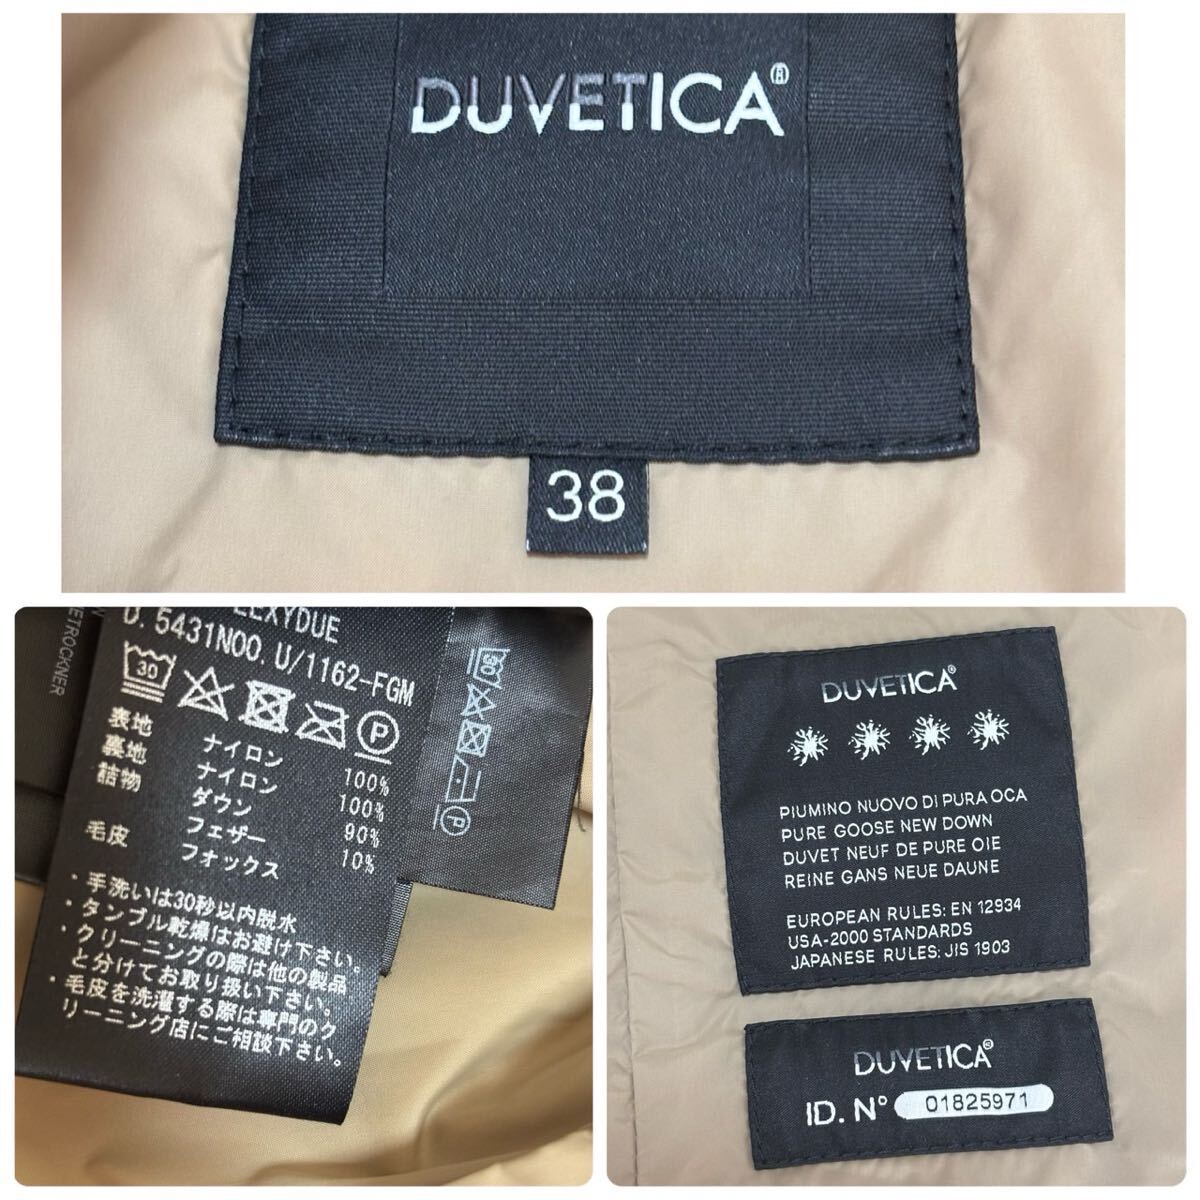 DUVETICA®
38
ETROCKNER
EEXYDUE
U.5431N00.U/1162-FGM
30
P
表地 ナイロン 100%
裏地 ナイロン 100%
詰物 ダウン 90%
フェザー 10%
毛皮 フォックス
・手洗いは30秒以内脱水
・タンブル乾燥はお避け下さい。
・クリーニングの際は他の製品
と分けてお取り扱い下さい。
・毛皮を洗濯する際は専門のク
リーニング店にご相談下さい。
P
DUVETICA®
PIUMINO NUOVO DI PURA OCA
PURE GOOSE NEW DOWN
DUVET NEUF DE PURE OIE
REINE GANS NEUE DAUNE
EUROPEAN RULES: EN 12934
USA-2000 STANDARDS
JAPANESE RULES: JIS 1903
DUVETICA®
ID. N° 01825971